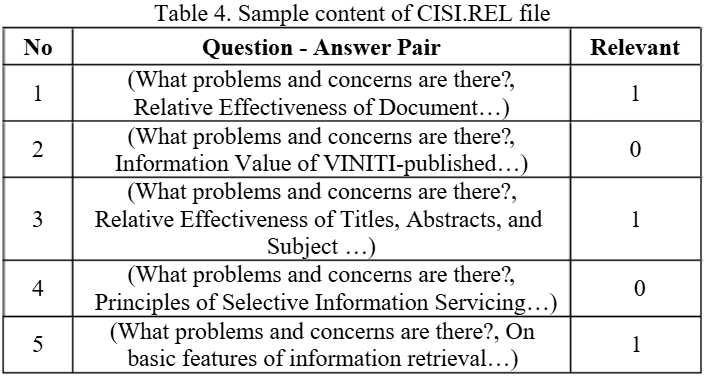 Table 4. Sample content of CISI.REL file
No Question - Answer Pair Relevant
1 (What problems and concerns are there?, 1
Relative Effectiveness of Document…)
2 (What problems and concerns are there?, 0
Information Value of VINITI-published…)
3 (What problems and concerns are there?, 1
Relative Effectiveness of Titles, Abstracts, and
Subject …)
4 (What problems and concerns are there?, 0
Principles of Selective Information Servicing…)
5 (What problems and concerns are there?, On 1
basic features of information retrieval…)